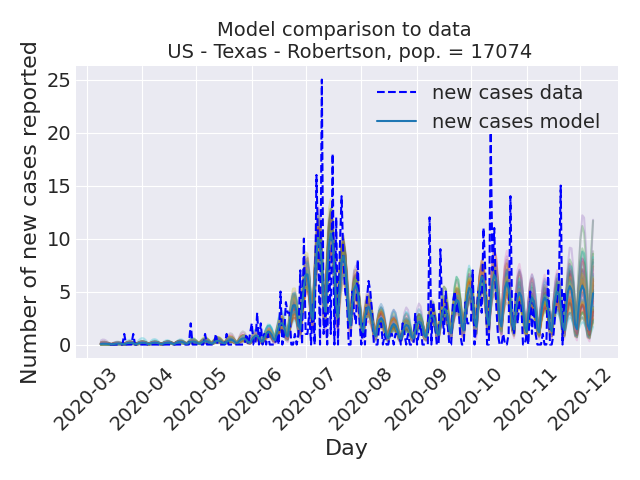 Model comparison to data
US - Texas - Robertson, pop. = 17074
Number of new cases reported
25
20
15
10
5
0
new cases data
new cases model
2020-03
2020-04
2020-05
2020-06
2020-07
2020-08
2020-09
2020-10
2020-11
2020-12
Day